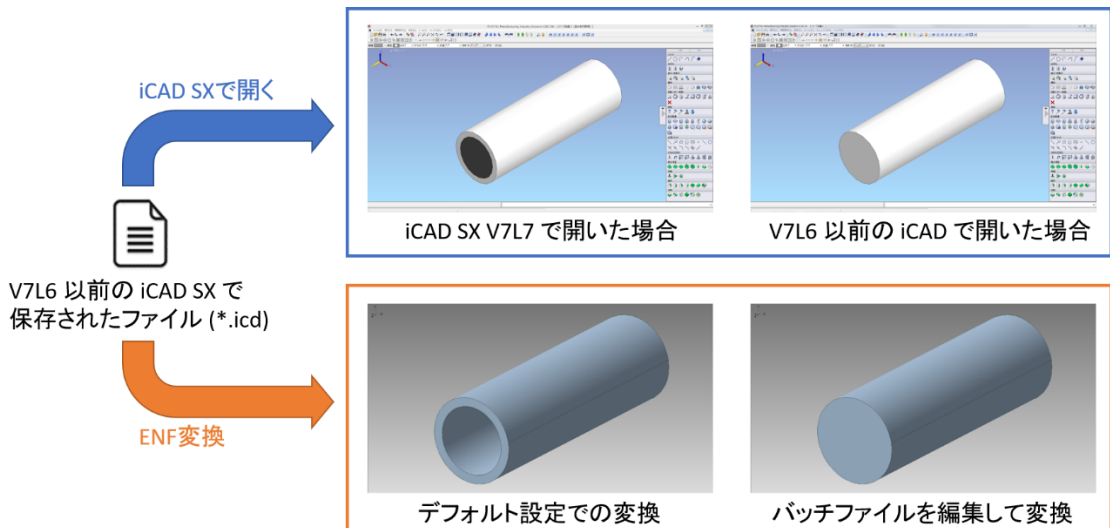 iCAD SXで開く
iCAD SX V7L7 で開いた場合
V7L6 以前の iCAD で開いた場合
V7L6 以前の iCAD SX で
保存されたファイル (*.icd)
ENF変換
デフォルト設定での変換
バッチファイルを編集して変換